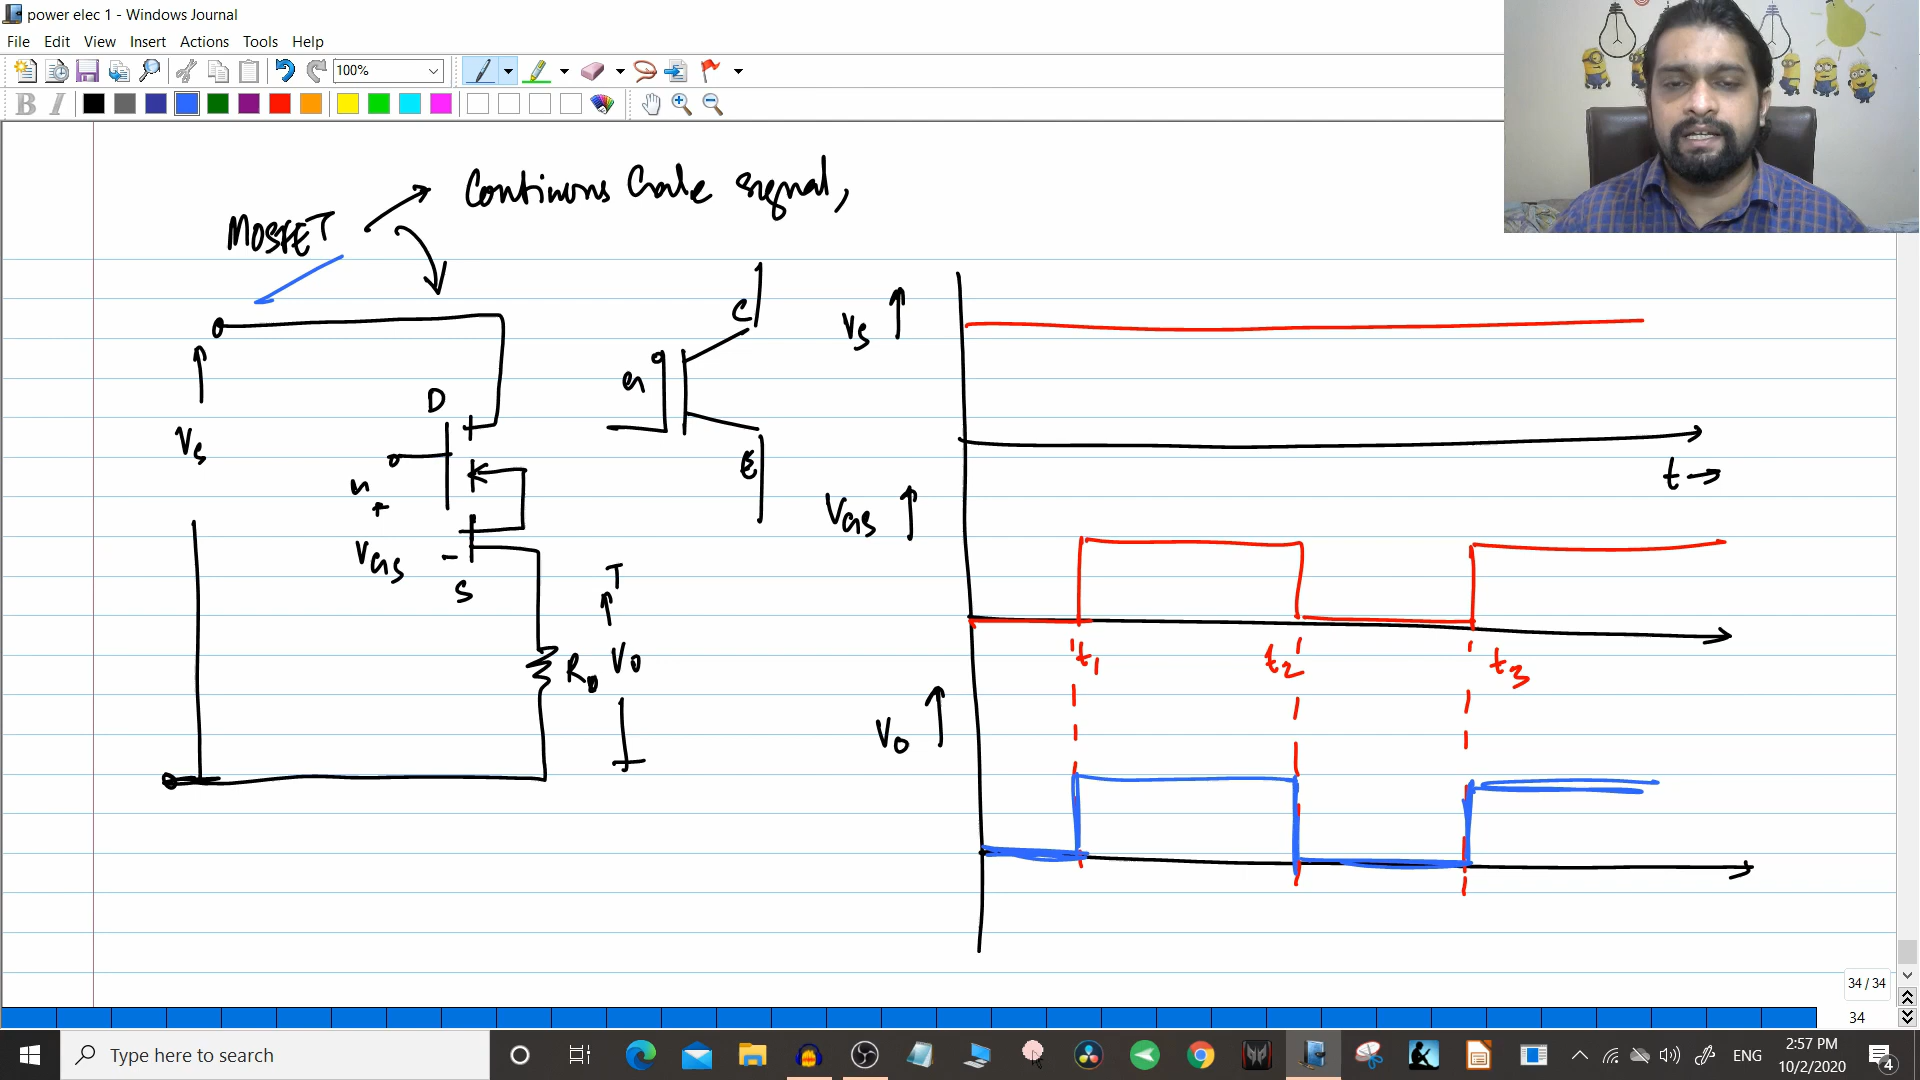 power elec 1 - Windows Journal
File Edit View Insert Actions Tools Help
100%
B I
Continuous Gate signal,
MOSFET
C
Vs
D
G
Vs
E
t
G
+
VGS
VGS
-
S
T
Ro
Vo
t1
t2
t3
Vo
34 / 34
34
Type here to search
ENG
2:57 PM
10/2/2020
4